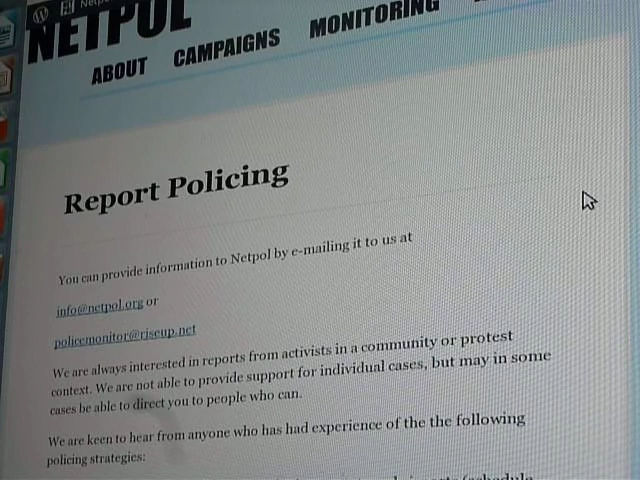 Netpol
NETPOL
ABOUT CAMPAIGNS MONITORING
Report Policing
You can provide information to Netpol by e-mailing it to us at
info@netpol.org or
policemonitor@riseup.net
We are always interested in reports from activists in a community or protest
context. We are not able to provide support for individual cases, but may in some
cases be able to direct you to people who can.
We are keen to hear from anyone who has had experience of the the following
policing strategies: